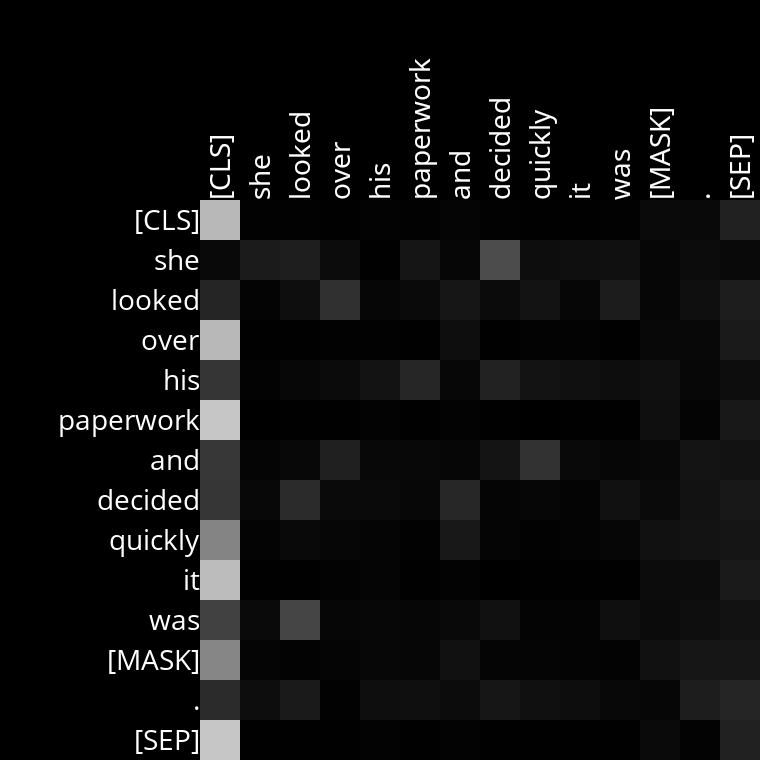 [CLS] she looked over his paperwork and decided quickly it was [MASK] . [SEP]
[CLS]
she
looked
over
his
paperwork
and
decided
quickly
it
was
[MASK]
.
[SEP]